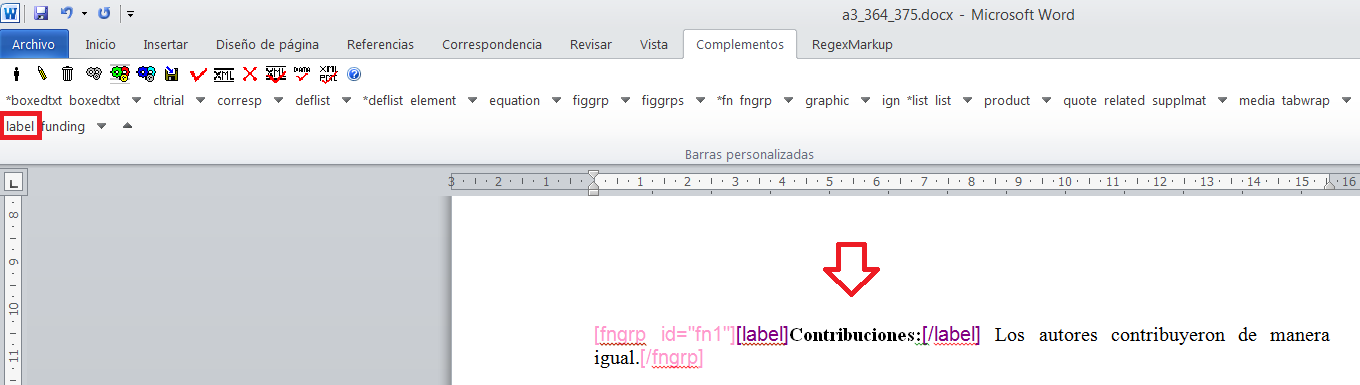 a3_364_375.docx - Microsoft Word
Archivo Inicio Insertar Diseño de página Referencias Correspondencia Revisar Vista Complementos RegexMarkup
*boxedtxt boxedtxt cltrial corresp deflist *deflist element equation figgrp figgrps *fn fngrp graphic ign *list list product quote related supplmat media tabwrap
label funding
Barras personalizadas
3 2 1 1 2 3 4 5 6 7 8 9 10 11 12 13 14 15 16
8
9
10
11
[fngrp id="fn1"][label]Contribuciones:[/label] Los autores contribuyeron de manera
igual.[/fngrp]